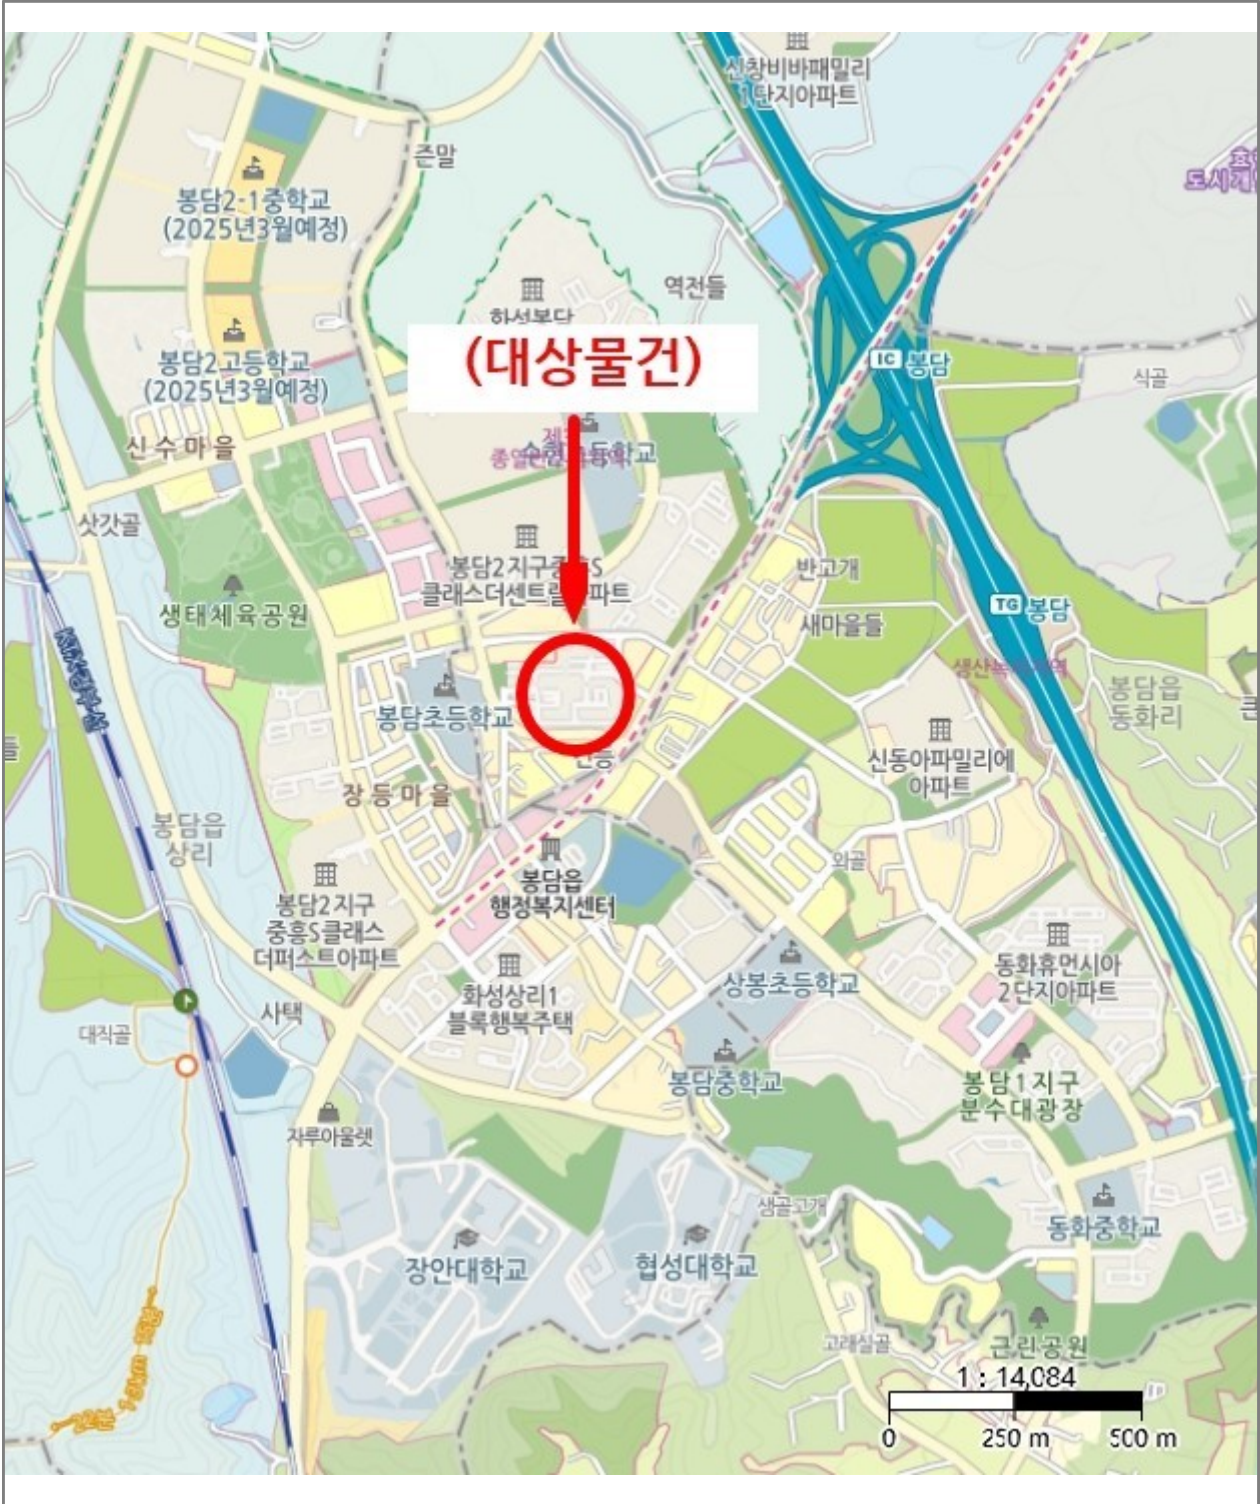 신창비바패밀리
1단지아파트
도시개
즌말
봉담2-1중학교
(2025년3월예정)
역전들
화성봉담
(대상물건)
봉담2고등학교
(2025년3월예정)
IC 봉담
식골
신수마을
삿갓골
반고개
클래스더센트럴
생태체육공원
TG 봉담
새마을들
봉담읍
동화리
봉담초등학교
신동아파밀리에
아파트
장등마을
봉담읍
상리
와골
봉담2지구
중흥S클래스
더퍼스트아파트
봉담읍
행정복지센터
동화휴먼시아
2단지아파트
상봉초등학교
화성상리1
블록행복주택
사택
대직골
봉담중학교
봉담1지구
분수대광장
자루아울렛
샘골고개
동화중학교
장안대학교
협성대학교
고래실골
근린공원
1 : 14,084
0 250 m 500 m